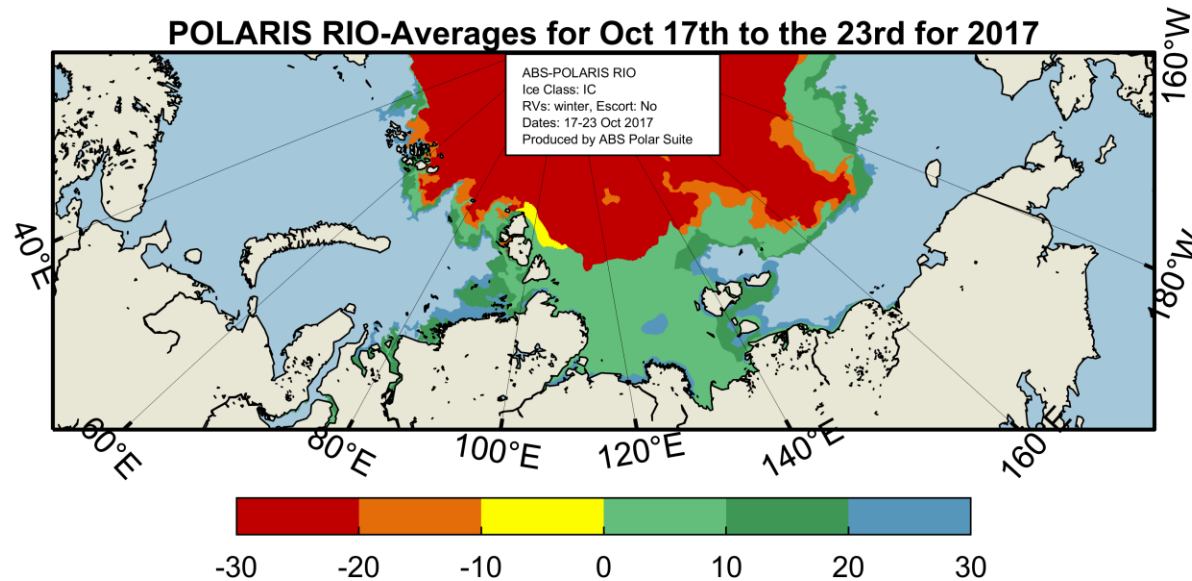 POLARIS RIO-Averages for Oct 17th to the 23rd for 2017
ABS-POLARIS RIO
Ice Class: IC
RVs: winter, Escort: No
Dates: 17-23 Oct 2017
Produced by ABS Polar Suite
160°W
180°W
40°E
60°E
80°E
100°E
120°E
140°E
160°E
-30
-20
-10
0
10
20
30